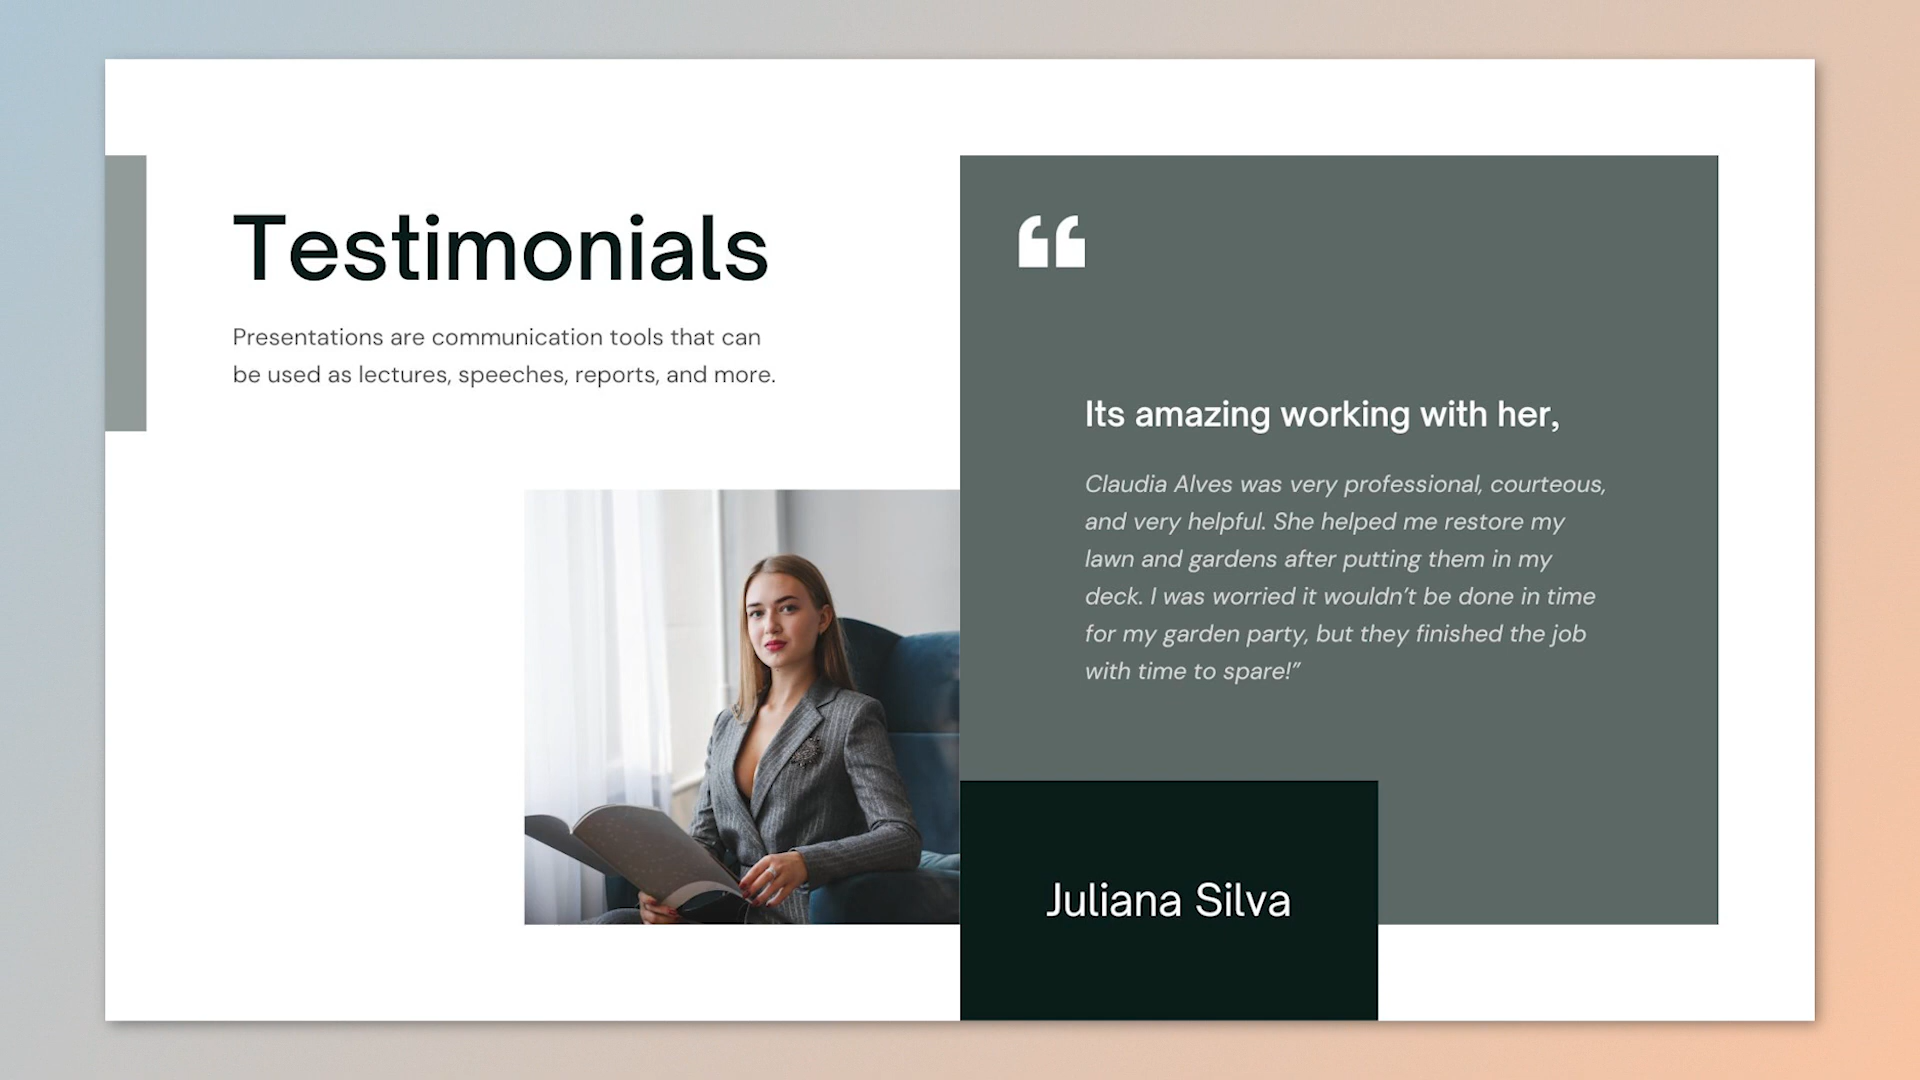 Testimonials
Presentations are communication tools that can
be used as lectures, speeches, reports, and more.
“
Its amazing working with her,
Claudia Alves was very professional, courteous,
and very helpful. She helped me restore my
lawn and gardens after putting them in my
deck. I was worried it wouldn’t be done in time
for my garden party, but they finished the job
with time to spare!”
Juliana Silva